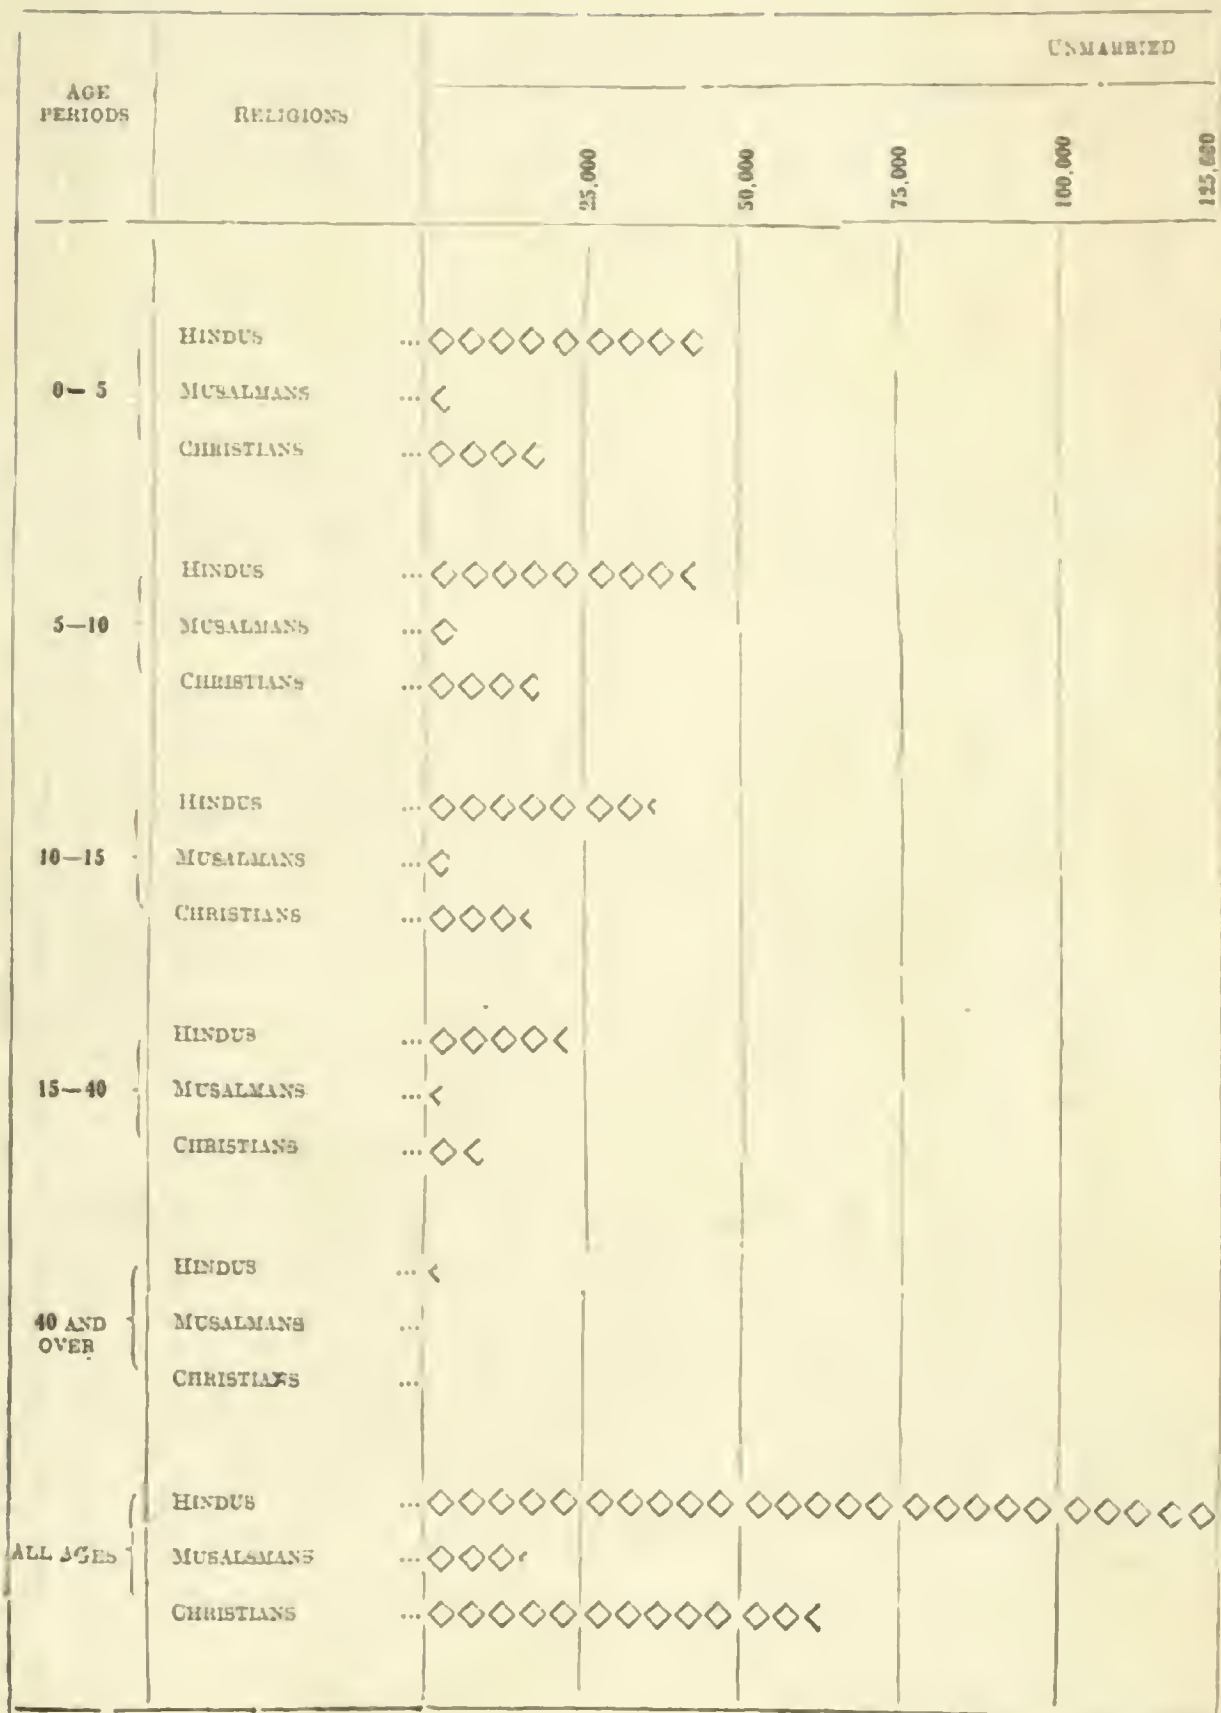 UNMARRIED
AGE PERIODS
RELIGIONS
25,000
50,000
75,000
100,000
125,000
0—5
HINDUS ...
MUSALMANS ...
CHRISTIANS ...
5—10
HINDUS ...
MUSALMANS ...
CHRISTIANS ...
10—15
HINDUS ...
MUSALMANS ...
CHRISTIANS ...
15—40
HINDUS ...
MUSALMANS ...
CHRISTIANS ...
40 AND OVER
HINDUS ...
MUSALMANS ...
CHRISTIANS ...
ALL AGES
HINDUS ...
MUSALSMANS ...
CHRISTIANS ...